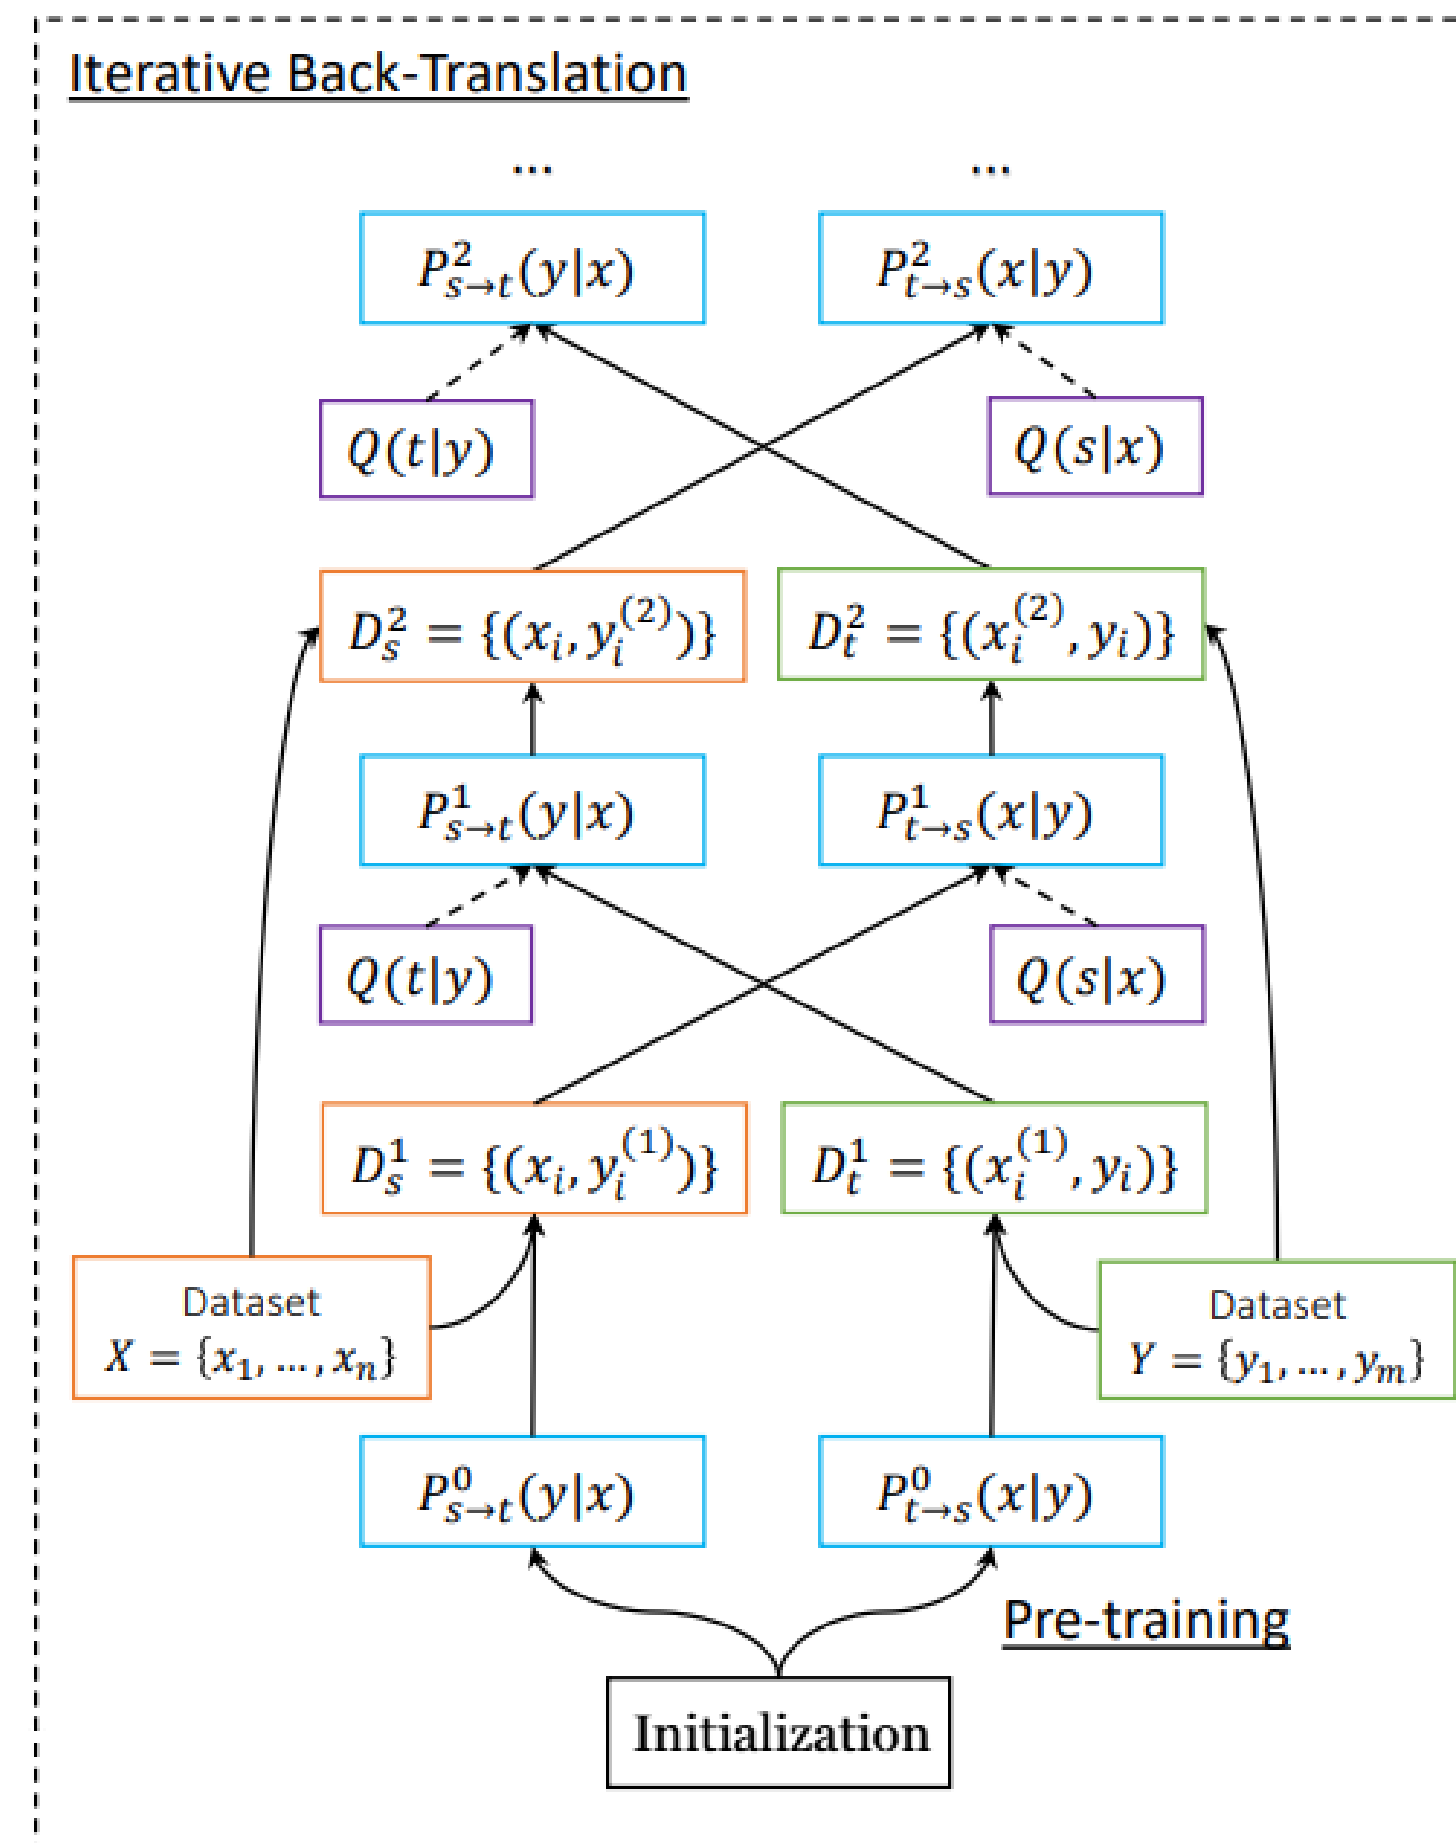 Iterative Back-Translation
... ...
$P^2_{s→t}(y|x)$ $P^2_{t→s}(x|y)$
$Q(t|y)$ $Q(s|x)$
$D^2_s = \{(x_i, y_i^{(2)})\}$ $D^2_t = \{(x_i^{(2)}, y_i)\}$
$P^1_{s→t}(y|x)$ $P^1_{t→s}(x|y)$
$Q(t|y)$ $Q(s|x)$
$D^1_s = \{(x_i, y_i^{(1)})\}$ $D^1_t = \{(x_i^{(1)}, y_i)\}$
Dataset
$X = \{x_1, ..., x_n\}$
Dataset
$Y = \{y_1, ..., y_m\}$
$P^0_{s→t}(y|x)$ $P^0_{t→s}(x|y)$
Pre-training
Initialization